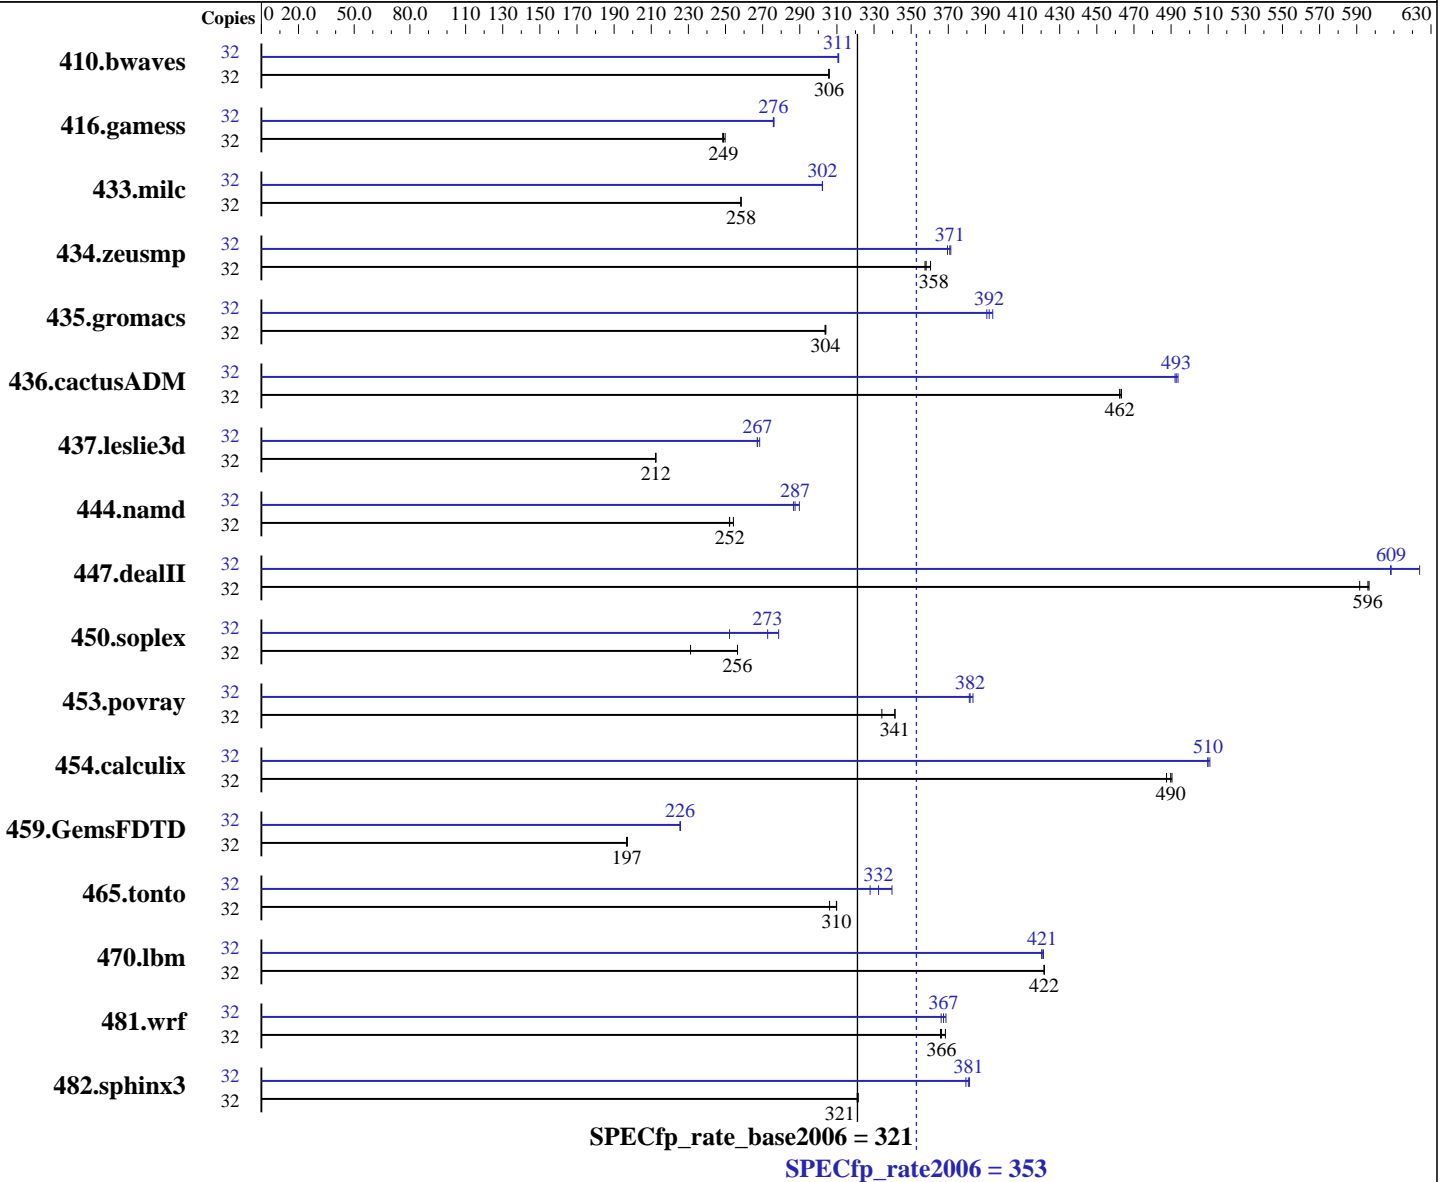 Copies 0 20.0 50.0 80.0 110 130 150 170 190 210 230 250 270 290 310 330 350 370 390 410 430 450 470 490 510 530 550 570 590 630
410.bwaves 32 311
32 306
416.gamess 32 276
32 249
433.milc 32 302
32 258
434.zeusmp 32 371
32 358
435.gromacs 32 392
32 304
436.cactusADM 32 493
32 462
437.leslie3d 32 267
32 212
444.namd 32 287
32 252
447.dealII 32 609
32 596
450.soplex 32 273
32 256
453.povray 32 382
32 341
454.calculix 32 510
32 490
459.GemsFDTD 32 226
32 197
465.tonto 32 332
32 310
470.lbm 32 421
32 422
481.wrf 32 367
32 366
482.sphinx3 32 381
32 321
SPECfp_rate_base2006 = 321
SPECfp_rate2006 = 353